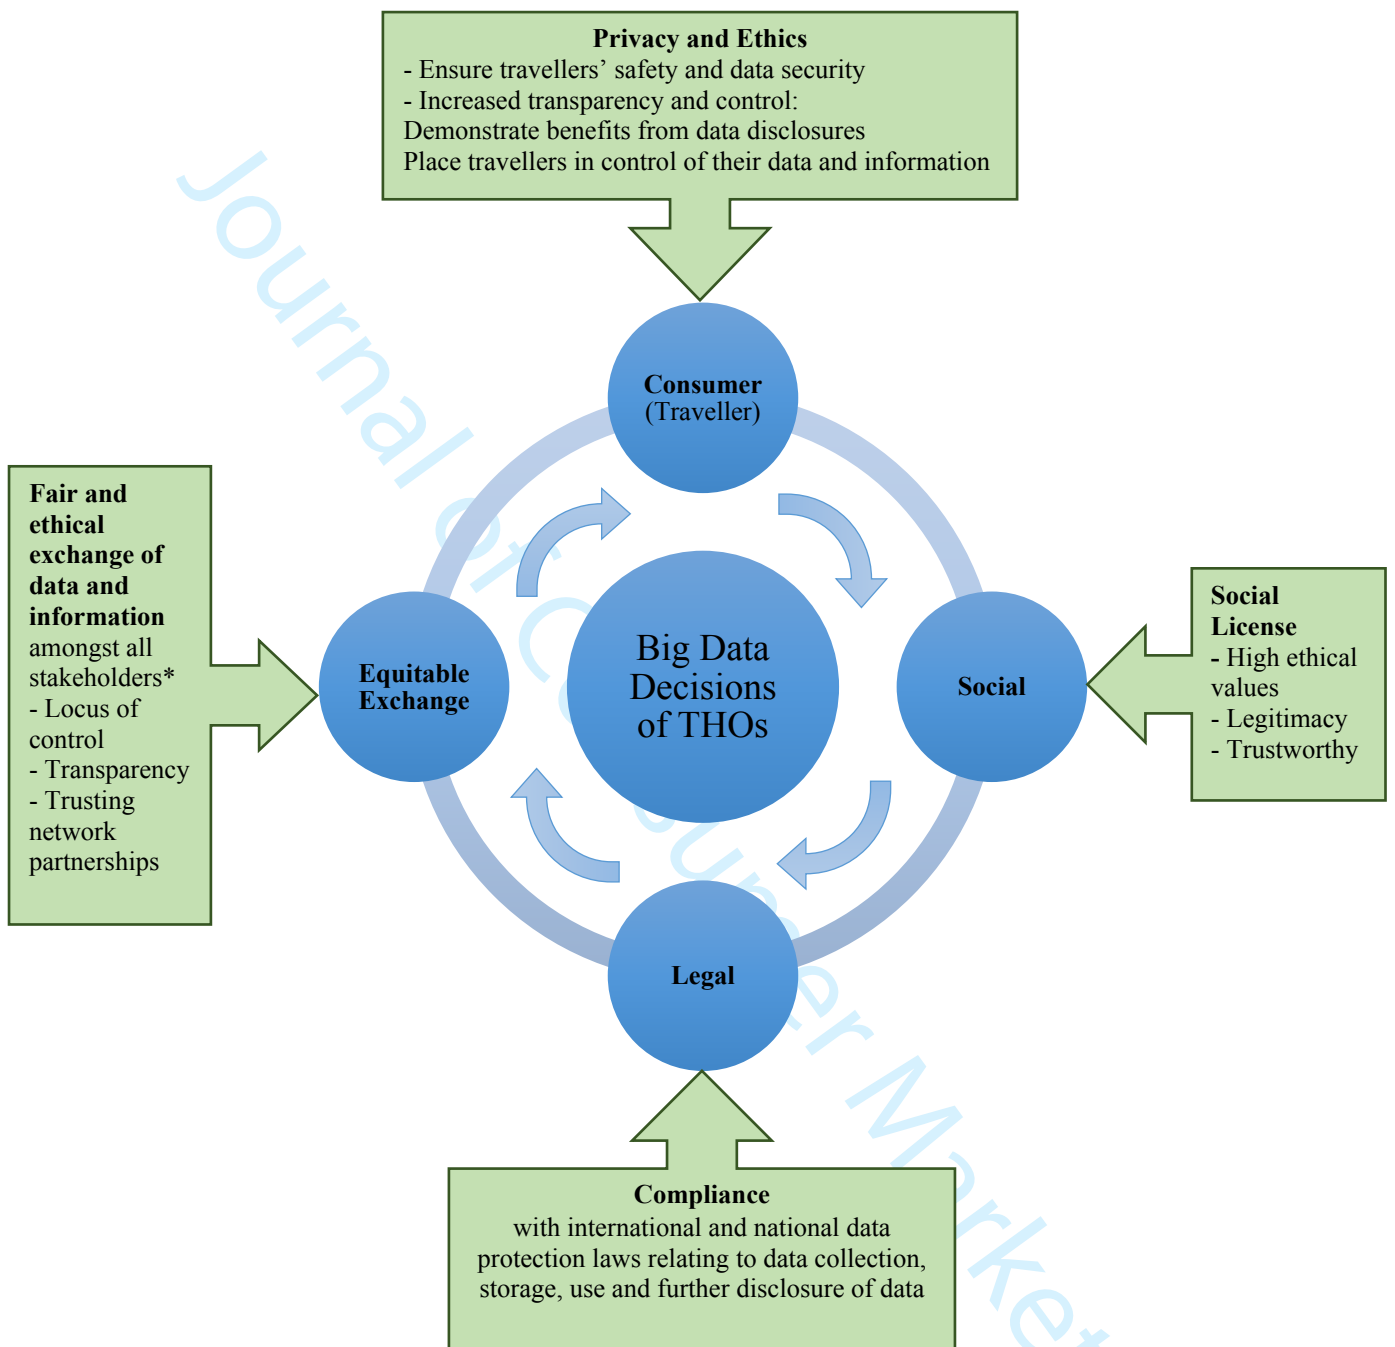 Privacy and Ethics
- Ensure travellers’ safety and data security
- Increased transparency and control:
Demonstrate benefits from data disclosures
Place travellers in control of their data and information
Consumer
(Traveller)
Fair and
ethical
exchange of
data and
information
amongst all
stakeholders*
- Locus of
control
- Transparency
- Trusting
network
partnerships
Equitable
Exchange
Big Data
Decisions
of THOs
Social
Social
License
- High ethical
values
- Legitimacy
- Trustworthy
Legal
Compliance
with international and national data
protection laws relating to data collection,
storage, use and further disclosure of data
Journal of Consumer Market